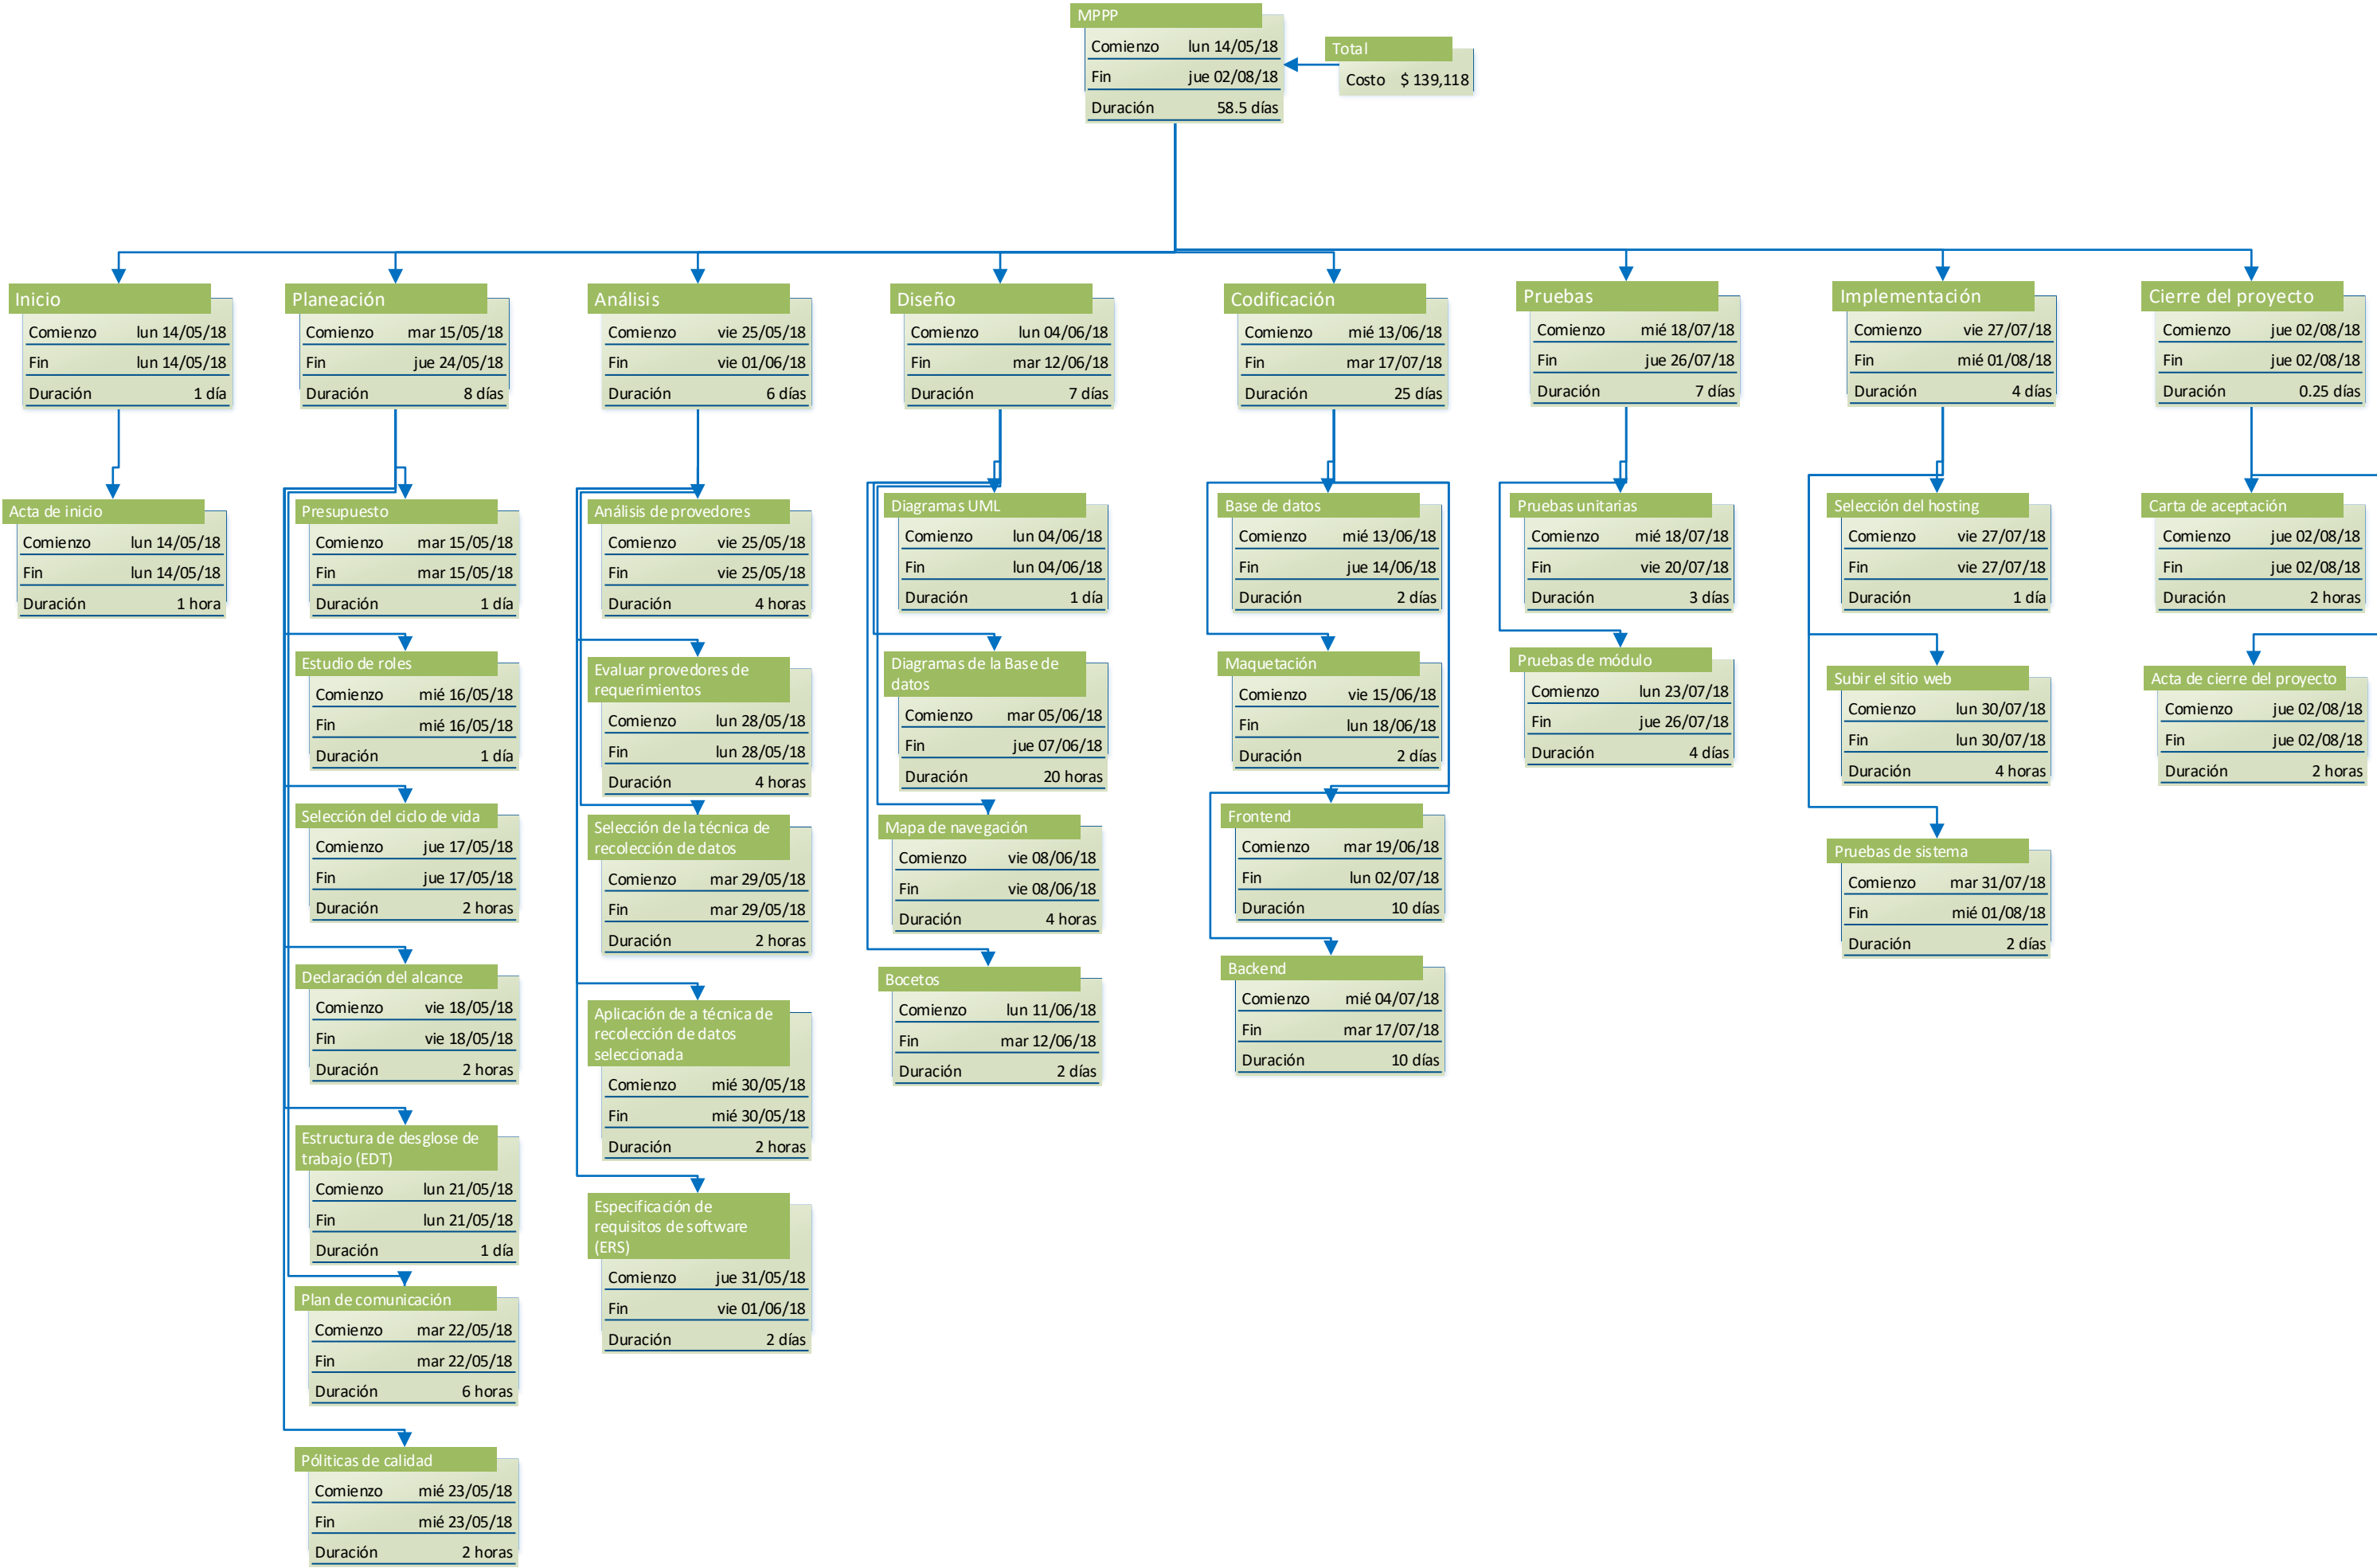 MPPP
Comienzo lun 14/05/18
Fin jue 02/08/18
Duración 58.5 días
Total
Costo $ 139,118
Inicio
Comienzo lun 14/05/18
Fin lun 14/05/18
Duración 1 día
Planeación
Comienzo mar 15/05/18
Fin jue 24/05/18
Duración 8 días
Análisis
Comienzo vie 25/05/18
Fin vie 01/06/18
Duración 6 días
Diseño
Comienzo lun 04/06/18
Fin mar 12/06/18
Duración 7 días
Codificación
Comienzo mié 13/06/18
Fin mar 17/07/18
Duración 25 días
Pruebas
Comienzo mié 18/07/18
Fin jue 26/07/18
Duración 7 días
Implementación
Comienzo vie 27/07/18
Fin mié 01/08/18
Duración 4 días
Cierre del proyecto
Comienzo jue 02/08/18
Fin jue 02/08/18
Duración 0.25 días
Acta de inicio
Comienzo lun 14/05/18
Fin lun 14/05/18
Duración 1 hora
Presupuesto
Comienzo mar 15/05/18
Fin mar 15/05/18
Duración 1 día
Estudio de roles
Comienzo mié 16/05/18
Fin mié 16/05/18
Duración 1 día
Selección del ciclo de vida
Comienzo jue 17/05/18
Fin jue 17/05/18
Duración 2 horas
Declaración del alcance
Comienzo vie 18/05/18
Fin vie 18/05/18
Duración 2 horas
Estructura de desglose de
trabajo (EDT)
Comienzo lun 21/05/18
Fin lun 21/05/18
Duración 1 día
Plan de comunicación
Comienzo mar 22/05/18
Fin mar 22/05/18
Duración 6 horas
Póliticas de calidad
Comienzo mié 23/05/18
Fin mié 23/05/18
Duración 2 horas
Análisis de provedores
Comienzo vie 25/05/18
Fin vie 25/05/18
Duración 4 horas
Evaluar provedores de
requerimientos
Comienzo lun 28/05/18
Fin lun 28/05/18
Duración 4 horas
Selección de la técnica de
recolección de datos
Comienzo mar 29/05/18
Fin mar 29/05/18
Duración 2 horas
Aplicación de a técnica de
recolección de datos
seleccionada
Comienzo mié 30/05/18
Fin mié 30/05/18
Duración 2 horas
Especificación de
requisitos de software
(ERS)
Comienzo jue 31/05/18
Fin vie 01/06/18
Duración 2 días
Diagramas UML
Comienzo lun 04/06/18
Fin lun 04/06/18
Duración 1 día
Diagramas de la Base de
datos
Comienzo mar 05/06/18
Fin jue 07/06/18
Duración 20 horas
Mapa de navegación
Comienzo vie 08/06/18
Fin vie 08/06/18
Duración 4 horas
Bocetos
Comienzo lun 11/06/18
Fin mar 12/06/18
Duración 2 días
Base de datos
Comienzo mié 13/06/18
Fin jue 14/06/18
Duración 2 días
Maquetación
Comienzo vie 15/06/18
Fin lun 18/06/18
Duración 2 días
Frontend
Comienzo mar 19/06/18
Fin lun 02/07/18
Duración 10 días
Backend
Comienzo mié 04/07/18
Fin mar 17/07/18
Duración 10 días
Pruebas unitarias
Comienzo mié 18/07/18
Fin vie 20/07/18
Duración 3 días
Pruebas de módulo
Comienzo lun 23/07/18
Fin jue 26/07/18
Duración 4 días
Selección del hosting
Comienzo vie 27/07/18
Fin vie 27/07/18
Duración 1 día
Subir el sitio web
Comienzo lun 30/07/18
Fin lun 30/07/18
Duración 4 horas
Pruebas de sistema
Comienzo mar 31/07/18
Fin mié 01/08/18
Duración 2 días
Carta de aceptación
Comienzo jue 02/08/18
Fin jue 02/08/18
Duración 2 horas
Acta de cierre del proyecto
Comienzo jue 02/08/18
Fin jue 02/08/18
Duración 2 horas